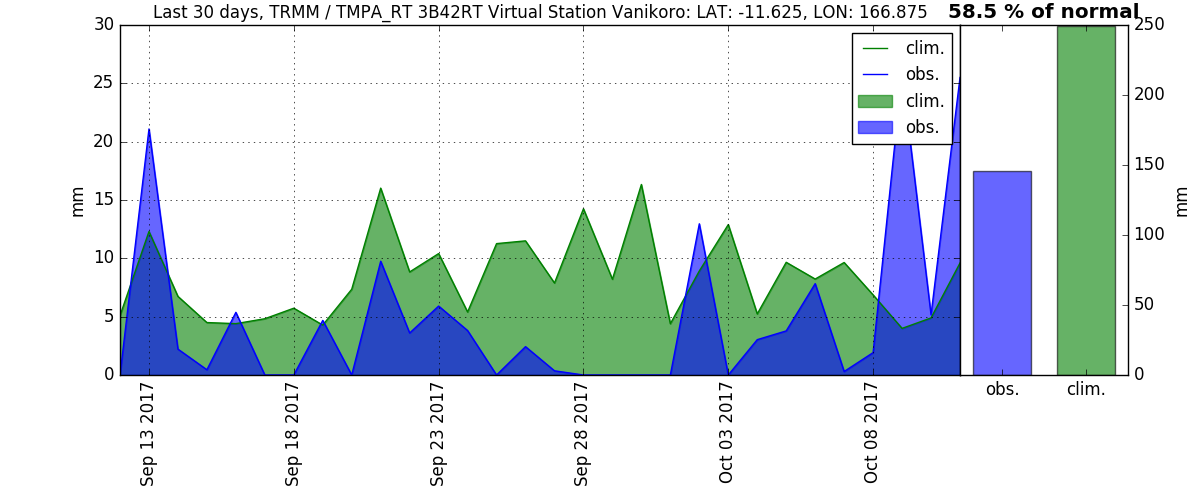 Last 30 days, TRMM / TMPA_RT 3B42RT Virtual Station Vanikoro: LAT: -11.625, LON: 166.875
58.5 % of normal
clim.
obs.
clim.
obs.
mm
30
25
20
15
10
5
0
Sep 13 2017
Sep 18 2017
Sep 23 2017
Sep 28 2017
Oct 03 2017
Oct 08 2017
obs.
clim.
250
200
150
100
50
0
mm